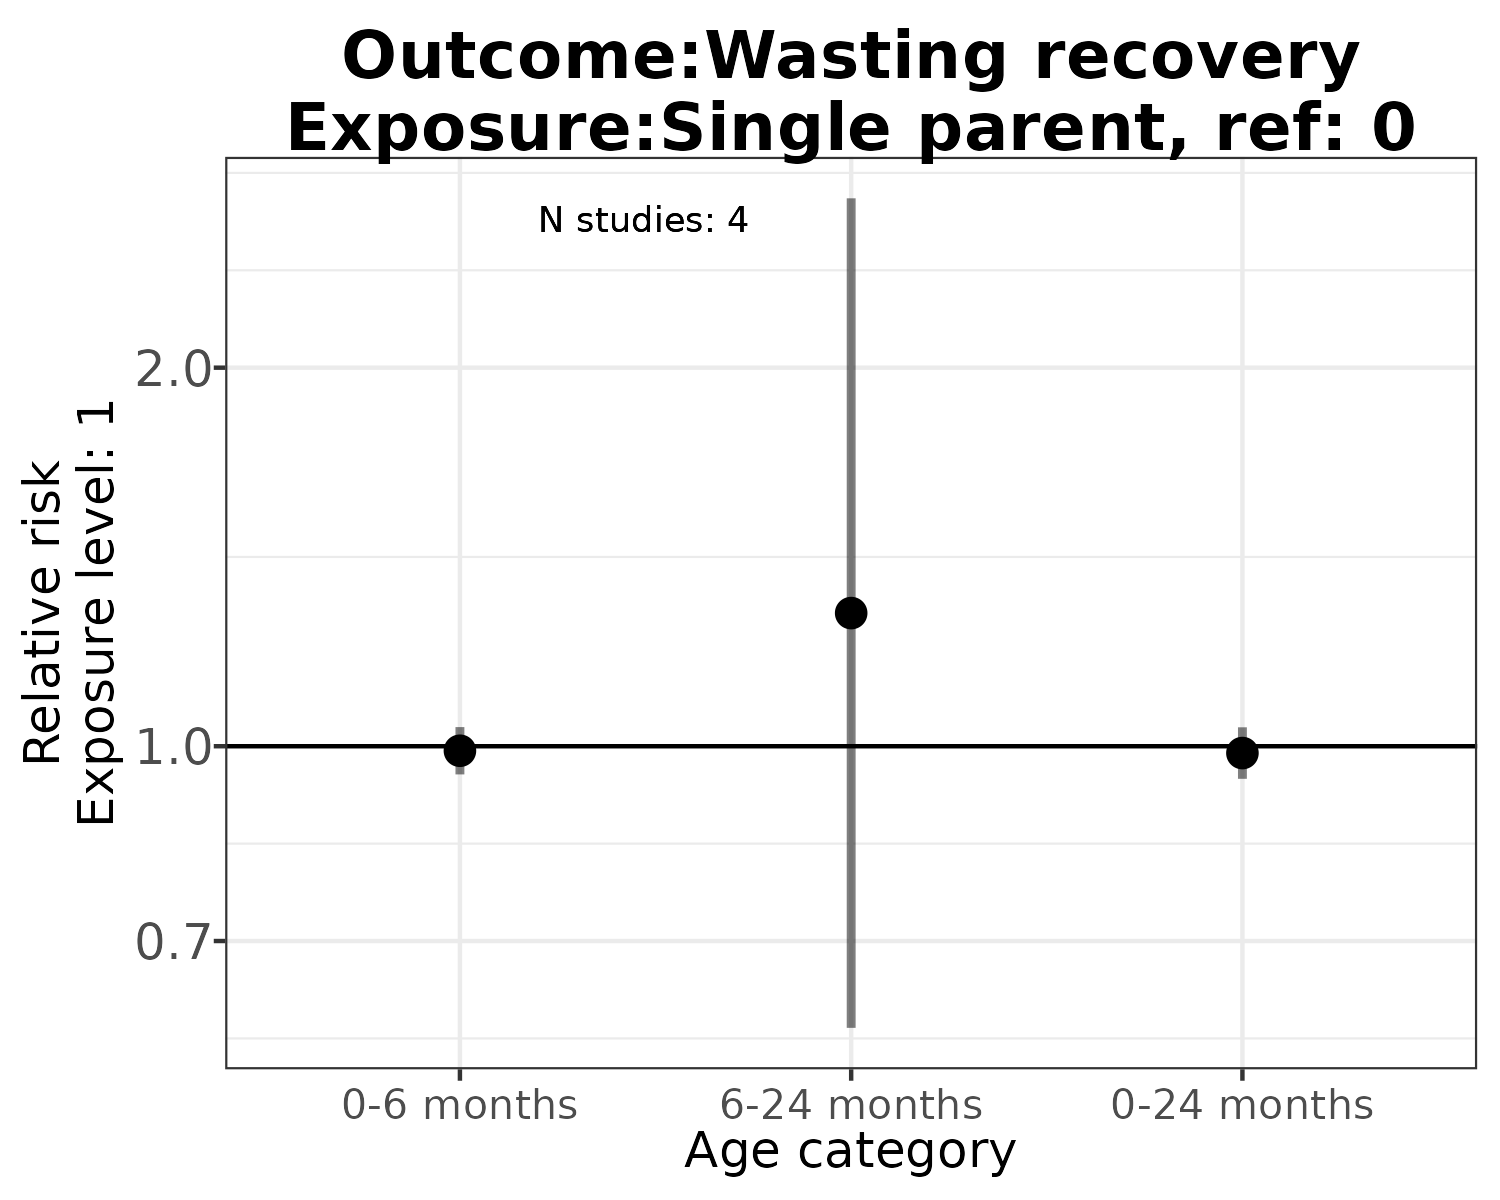 Outcome:Wasting recovery
Exposure:Single parent, ref: 0
N studies: 4
2.0
1.0
0.7
Relative risk
Exposure level: 1
0-6 months
6-24 months
0-24 months
Age category